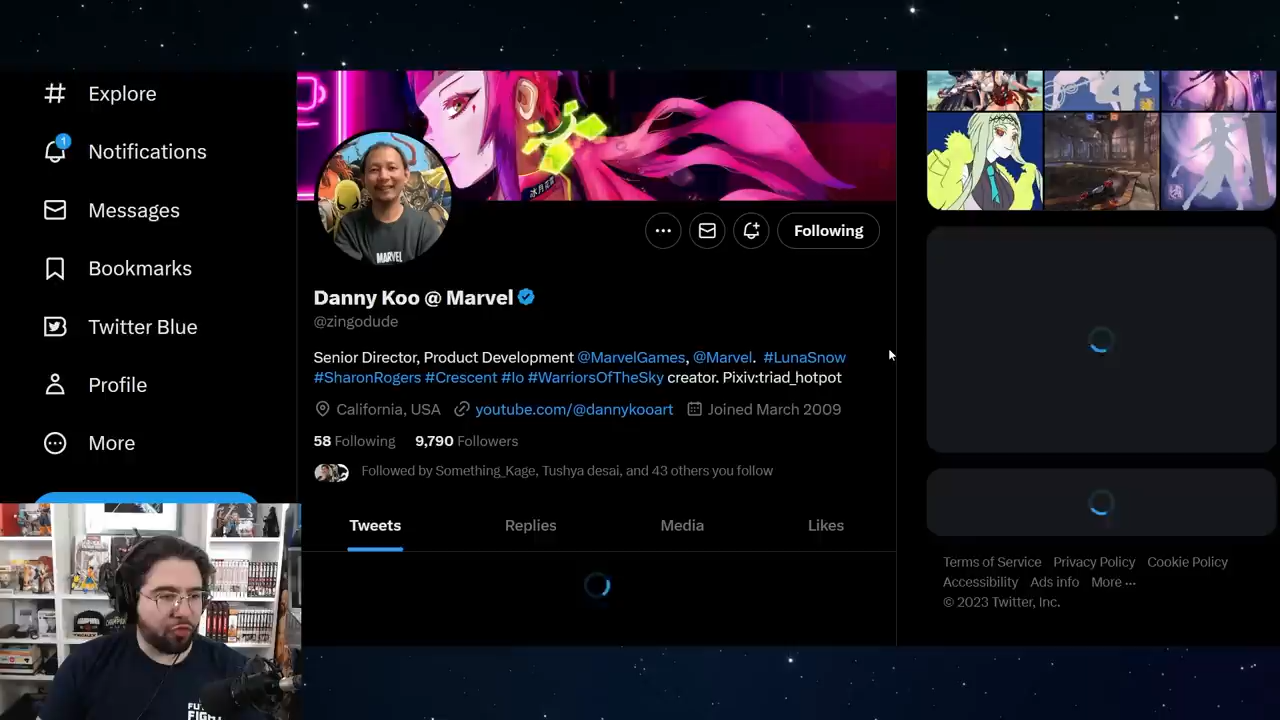 Explore
1
Notifications
Messages
Bookmarks
Twitter Blue
Profile
More
MARVEL
Following
Danny Koo @ Marvel
@zingodude
Senior Director, Product Development @MarvelGames, @Marvel. #LunaSnow
#SharonRogers #Crescent #Io #WarriorsOfTheSky creator. Pixiv:triad_hotpot
California, USA youtube.com/@dannykooart Joined March 2009
58 Following 9,790 Followers
Followed by Something_Kage, Tushya desai, and 43 others you follow
Tweets Replies Media Likes
Terms of Service Privacy Policy Cookie Policy
Accessibility Ads info More ···
© 2023 Twitter, Inc.